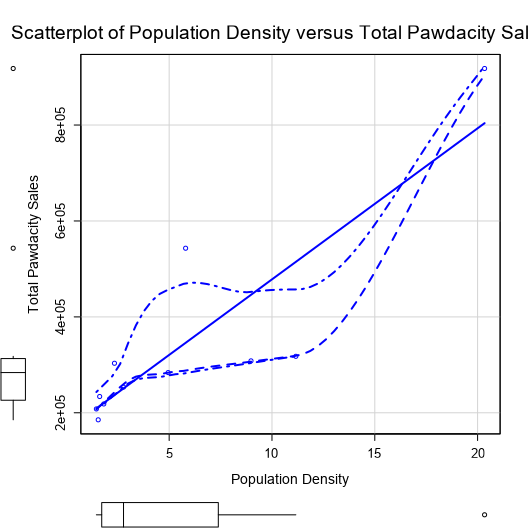 Scatterplot of Population Density versus Total Pawdacity Sal
8e+05
6e+05
4e+05
2e+05
Total Pawdacity Sales
5 10 15 20
Population Density